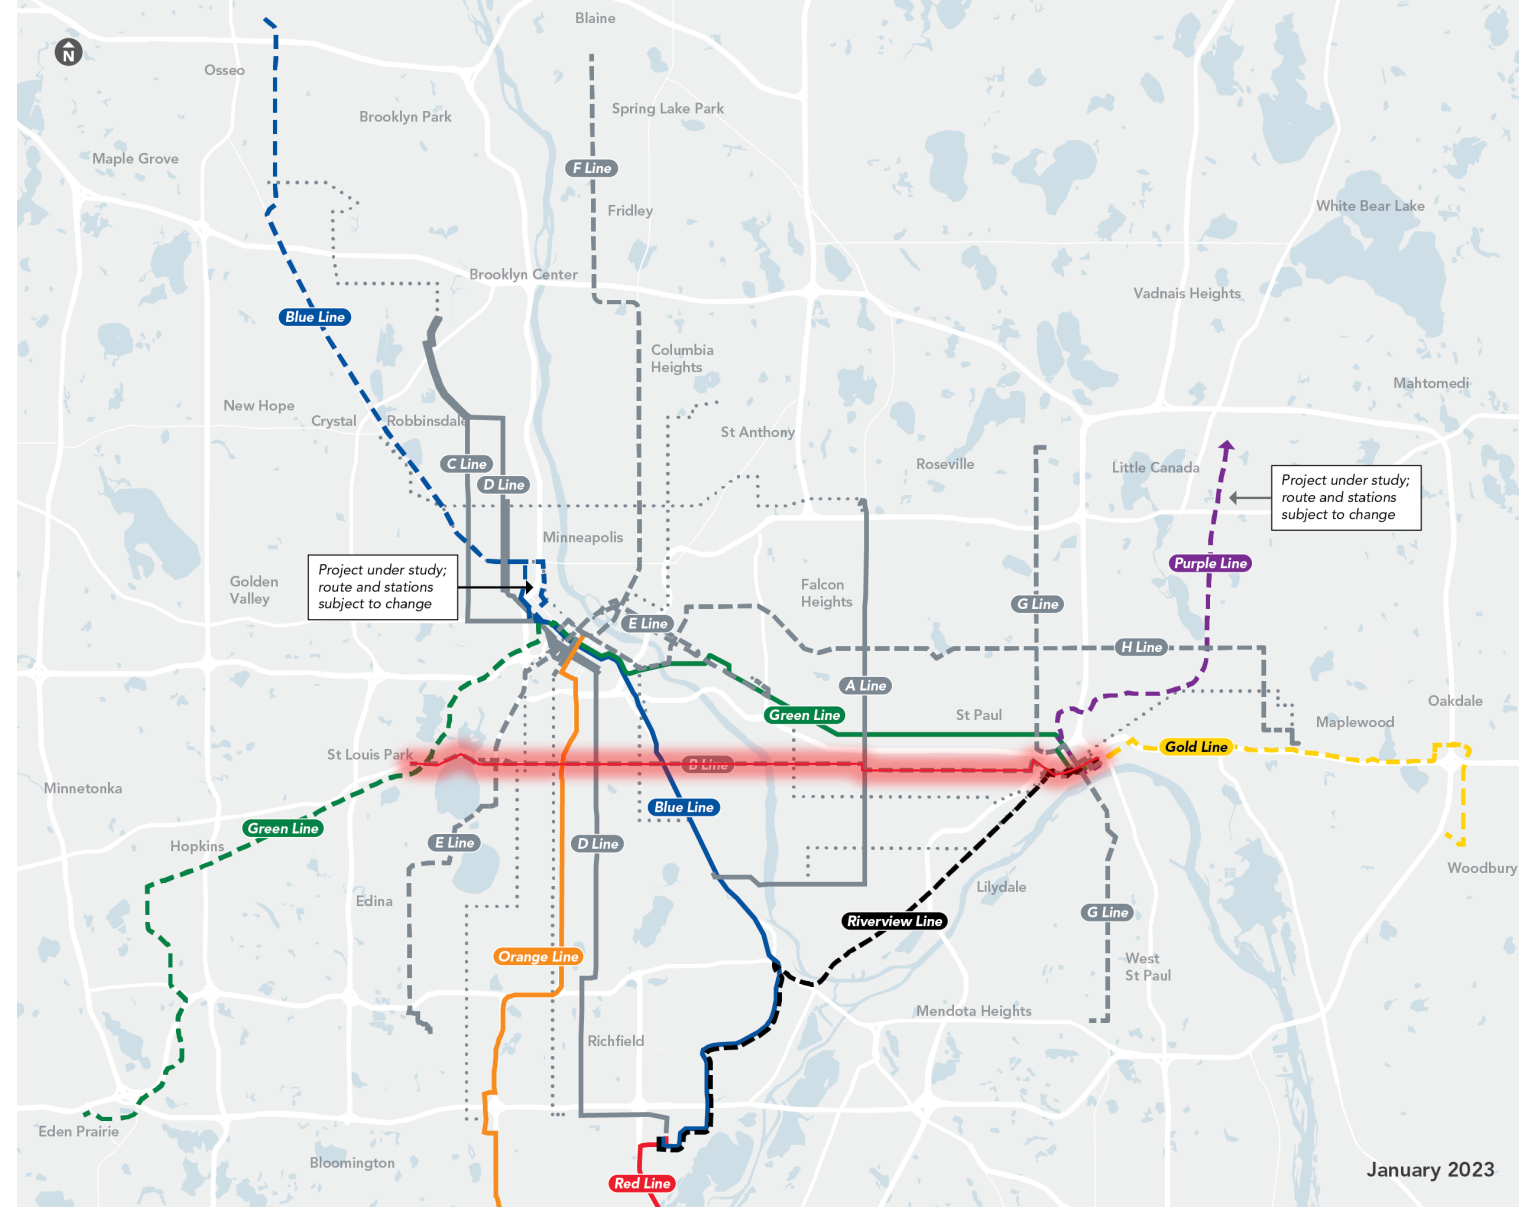 Blaine
N
Osseo
Spring Lake Park
Brooklyn Park
Maple Grove
F Line
White Bear Lake
Fridley
Brooklyn Center
Vadnais Heights
Blue Line
Columbia
Heights
Mahtomedi
New Hope
Crystal
Robbinsdale
St Anthony
C Line
Roseville
Little Canada
D Line
Project under study;
route and stations
subject to change
Minneapolis
Purple Line
Project under study;
route and stations
subject to change
Golden
Valley
Falcon
Heights
G Line
E Line
H Line
A Line
Oakdale
Green Line
St Paul
Maplewood
Gold Line
St Louis Park
B Line
Minnetonka
Blue Line
Green Line
Hopkins
E Line
D Line
Woodbury
Lilydale
Edina
Riverview Line
G Line
Orange Line
West
St Paul
Mendota Heights
Richfield
Eden Prairie
Bloomington
January 2023
Red Line